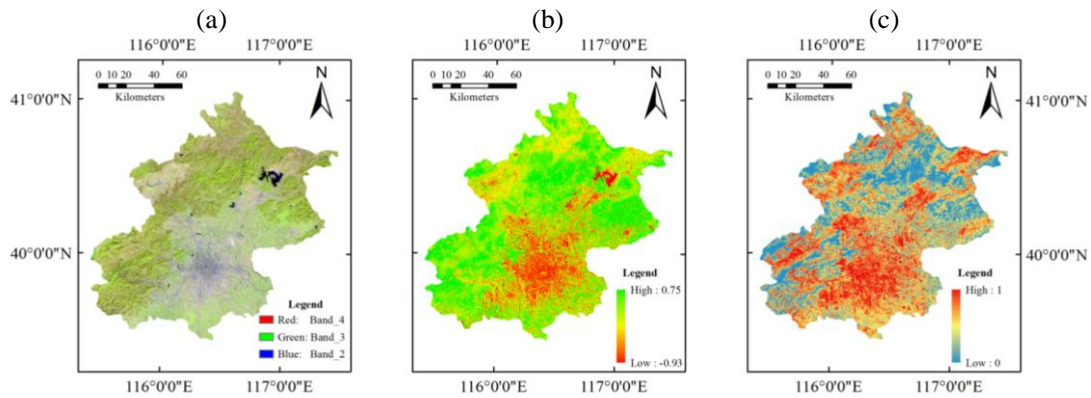 (a) (b) (c)
116°0'0"E 117°0'0"E 116°0'0"E 117°0'0"E 116°0'0"E 117°0'0"E
0 10 20 40 60 N 0 10 20 40 60 N 0 10 20 40 60 N
Kilometers Kilometers Kilometers
41°0'0"N 41°0'0"N
40°0'0"N 40°0'0"N
Legend Legend Legend
Red: Band_4 High : 0.75 High : 1
Green: Band_3
Blue: Band_2 Low : -0.93 Low : 0
116°0'0"E 117°0'0"E 116°0'0"E 117°0'0"E 116°0'0"E 117°0'0"E